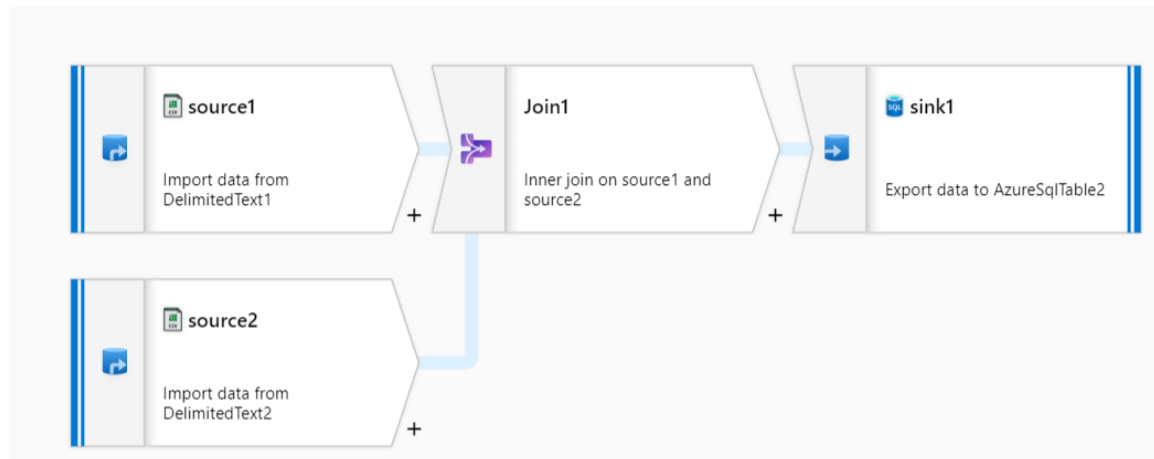 source1
Import data from
DelimitedText1
+
Join1
Inner join on source1 and
source2
+
SQL
sink1
Export data to AzureSqlTable2
source2
Import data from
DelimitedText2
+